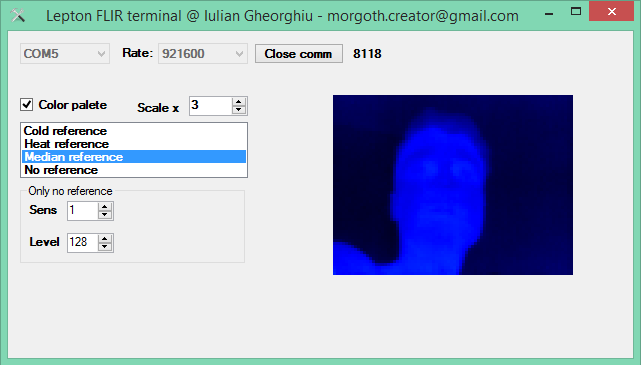 Lepton FLIR terminal @ Iulian Gheorghiu - morgoth.creator@gmail.com
COM5 Rate: 921600 Close comm 8118
Color palete Scale x 3
Cold reference
Heat reference
Median reference
No reference
Only no reference
Sens 1
Level 128